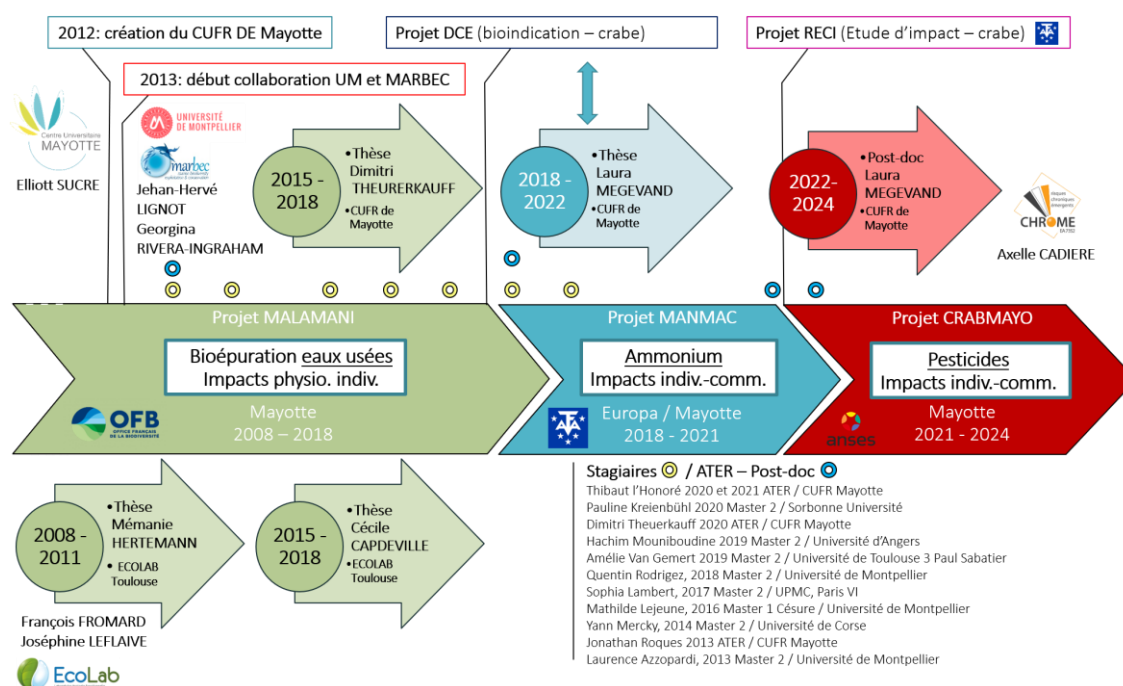 2012: création du CUFR DE Mayotte
Projet DCE (bioindication – crabe)
Projet RECI (Etude d'impact – crabe)
2013: début collaboration UM et MARBEC
Centre Universitaire
MAYOTTE
Elliott SUCRE
UNIVERSITÉ
DE MONTPELLIER
marbec
Jehan-Hervé
LIGNOT
Georgina
RIVERA-INGRAHAM
2015 -
2018
•Thèse
Dimitri
THEURERKAUFF
•CUFR de
Mayotte
2018 -
2022
•Thèse
Laura
MEGEVAND
•CUFR de
Mayotte
2022-
2024
•Post-doc
Laura
MEGEVAND
•CUFR de
Mayotte
risques
chroniques
émergents
CHROME
Axelle CADIERE
Projet MALAMANI
Bioépuration eaux usées
Impacts physio. indiv.
OFB
OFFICE FRANÇAIS
DE LA BIODIVERSITÉ
Mayotte
2008 – 2018
Projet MANMAC
Ammonium
Impacts indiv.-comm.
Europa / Mayotte
2018 - 2021
Projet CRABMAYO
Pesticides
Impacts indiv.-comm.
anses
Mayotte
2021 - 2024
2008 -
2011
•Thèse
Mémanie
HERTEMANN
• ECOLAB
Toulouse
2015 -
2018
•Thèse
Cécile
CAPDEVILLE
•ECOLAB
Toulouse
François FROMARD
Joséphine LEFLAIVE
EcoLab
Stagiaires / ATER – Post-doc
Thibaut l'Honoré 2020 et 2021 ATER / CUFR Mayotte
Pauline Kreienbühl 2020 Master 2 / Sorbonne Université
Dimitri Theuerkauff 2020 ATER / CUFR Mayotte
Hachim Mouniboudine 2019 Master 2 / Université d'Angers
Amélie Van Gemert 2019 Master 2 / Université de Toulouse 3 Paul Sabatier
Quentin Rodrigez, 2018 Master 2 / Université de Montpellier
Sophia Lambert, 2017 Master 2 / UPMC, Paris VI
Mathilde Lejeune, 2016 Master 1 Césure / Université de Montpellier
Yann Mercky, 2014 Master 2 / Université de Corse
Jonathan Roques 2013 ATER / CUFR Mayotte
Laurence Azzopardi, 2013 Master 2 / Université de Montpellier